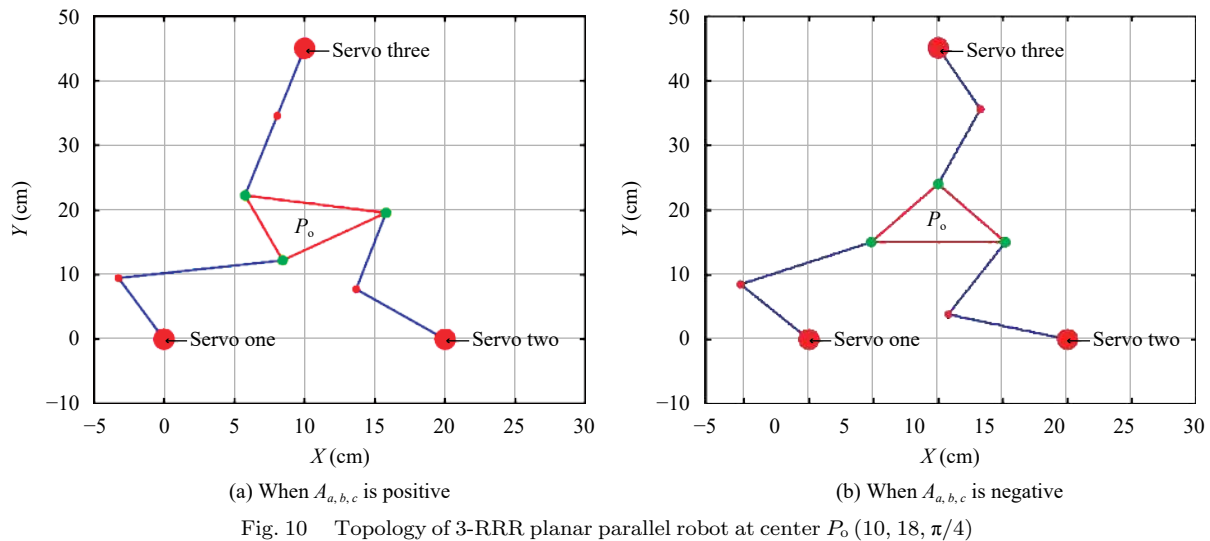 50
40
30
20
10
0
−10
Y (cm)
Servo three
Pₒ
Servo one
Servo two
−5 0 5 10 15 20 25 30
X (cm)
(a) When A_{a, b, c} is positive
50
40
30
20
10
0
−10
Y (cm)
Servo three
Pₒ
Servo one
Servo two
−5 0 5 10 15 20 25 30
X (cm)
(b) When A_{a, b, c} is negative
Fig. 10 Topology of 3-RRR planar parallel robot at center Pₒ (10, 18, π/4)